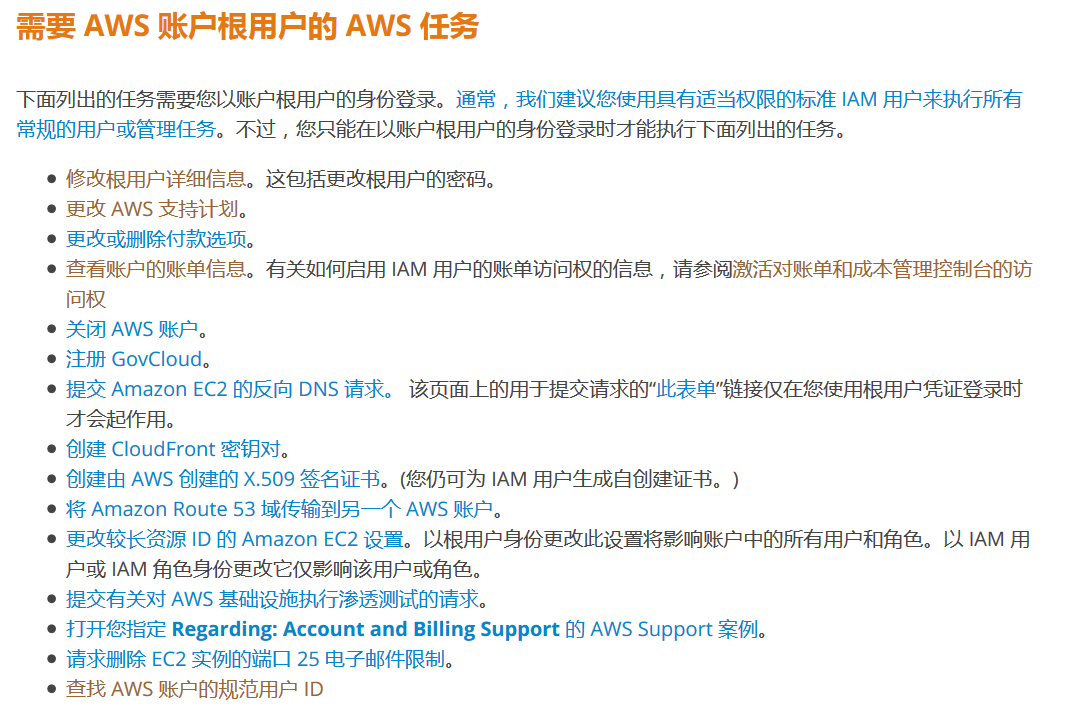 需要 AWS 账户根用户的 AWS 任务
下面列出的任务需要您以账户根用户的身份登录。通常，我们建议您使用具有适当权限的标准 IAM 用户来执行所有
常规的用户或管理任务。不过，您只能在以账户根用户的身份登录时才能执行下面列出的任务。
• 修改根用户详细信息。这包括更改根用户的密码。
• 更改 AWS 支持计划。
• 更改或删除付款选项。
• 查看账户的账单信息。有关如何启用 IAM 用户的账单访问权的信息，请参阅激活对账单和成本管理控制台的访
问权
• 关闭 AWS 账户。
• 注册 GovCloud。
• 提交 Amazon EC2 的反向 DNS 请求。 该页面上的用于提交请求的“此表单”链接仅在您使用根用户凭证登录时
才会起作用。
• 创建 CloudFront 密钥对。
• 创建由 AWS 创建的 X.509 签名证书。(您仍可为 IAM 用户生成自创建证书。)
• 将 Amazon Route 53 域传输到另一个 AWS 账户。
• 更改较长资源 ID 的 Amazon EC2 设置。以根用户身份更改此设置将影响账户中的所有用户和角色。以 IAM 用
户或 IAM 角色身份更改它仅影响该用户或角色。
• 提交有关对 AWS 基础设施执行渗透测试的请求。
• 打开您指定 Regarding: Account and Billing Support 的 AWS Support 案例。
• 请求删除 EC2 实例的端口 25 电子邮件限制。
• 查找 AWS 账户的规范用户 ID